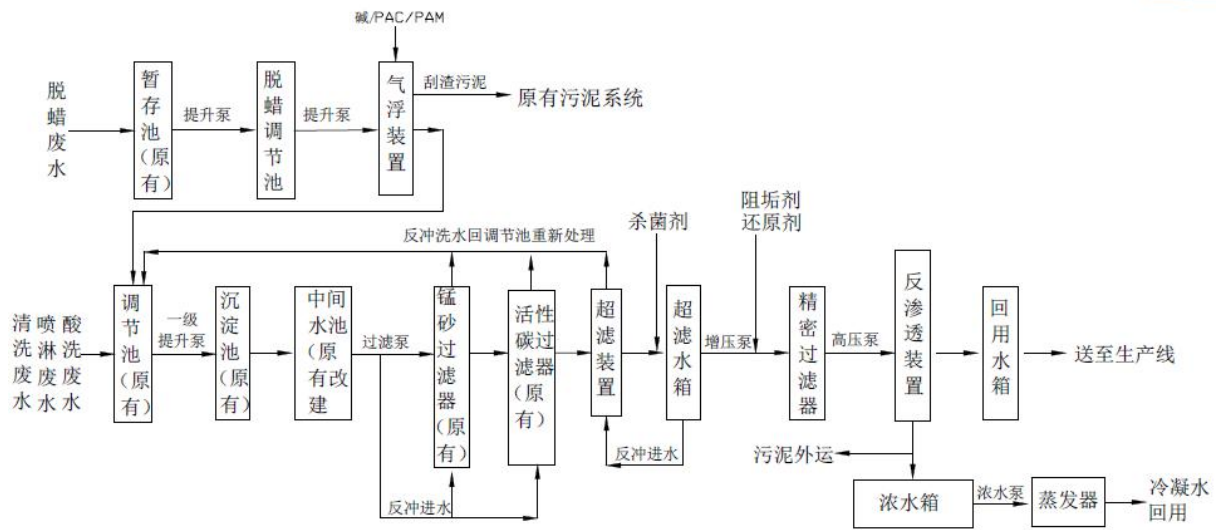 碱/PAC/PAM
脱蜡废水
暂存池（原有）
提升泵
脱蜡调节池
提升泵
气浮装置
刮渣污泥
原有污泥系统
反冲洗水回调节池重新处理
杀菌剂
阻垢剂
还原剂
清洗废水
喷淋废水
酸洗废水
调节池（原有）
一级
提升泵
沉淀池（原有）
中间
水池
（原
有改
建
过滤泵
锰砂过滤器（原有）
活性
碳过
滤器
（原
有）
超滤装置
超滤水箱
增压泵
精密过滤器
高压泵
反渗透装置
回用水箱
送至生产线
反冲进水
反冲进水
污泥外运
浓水箱
浓水泵
蒸发器
冷凝水
回用